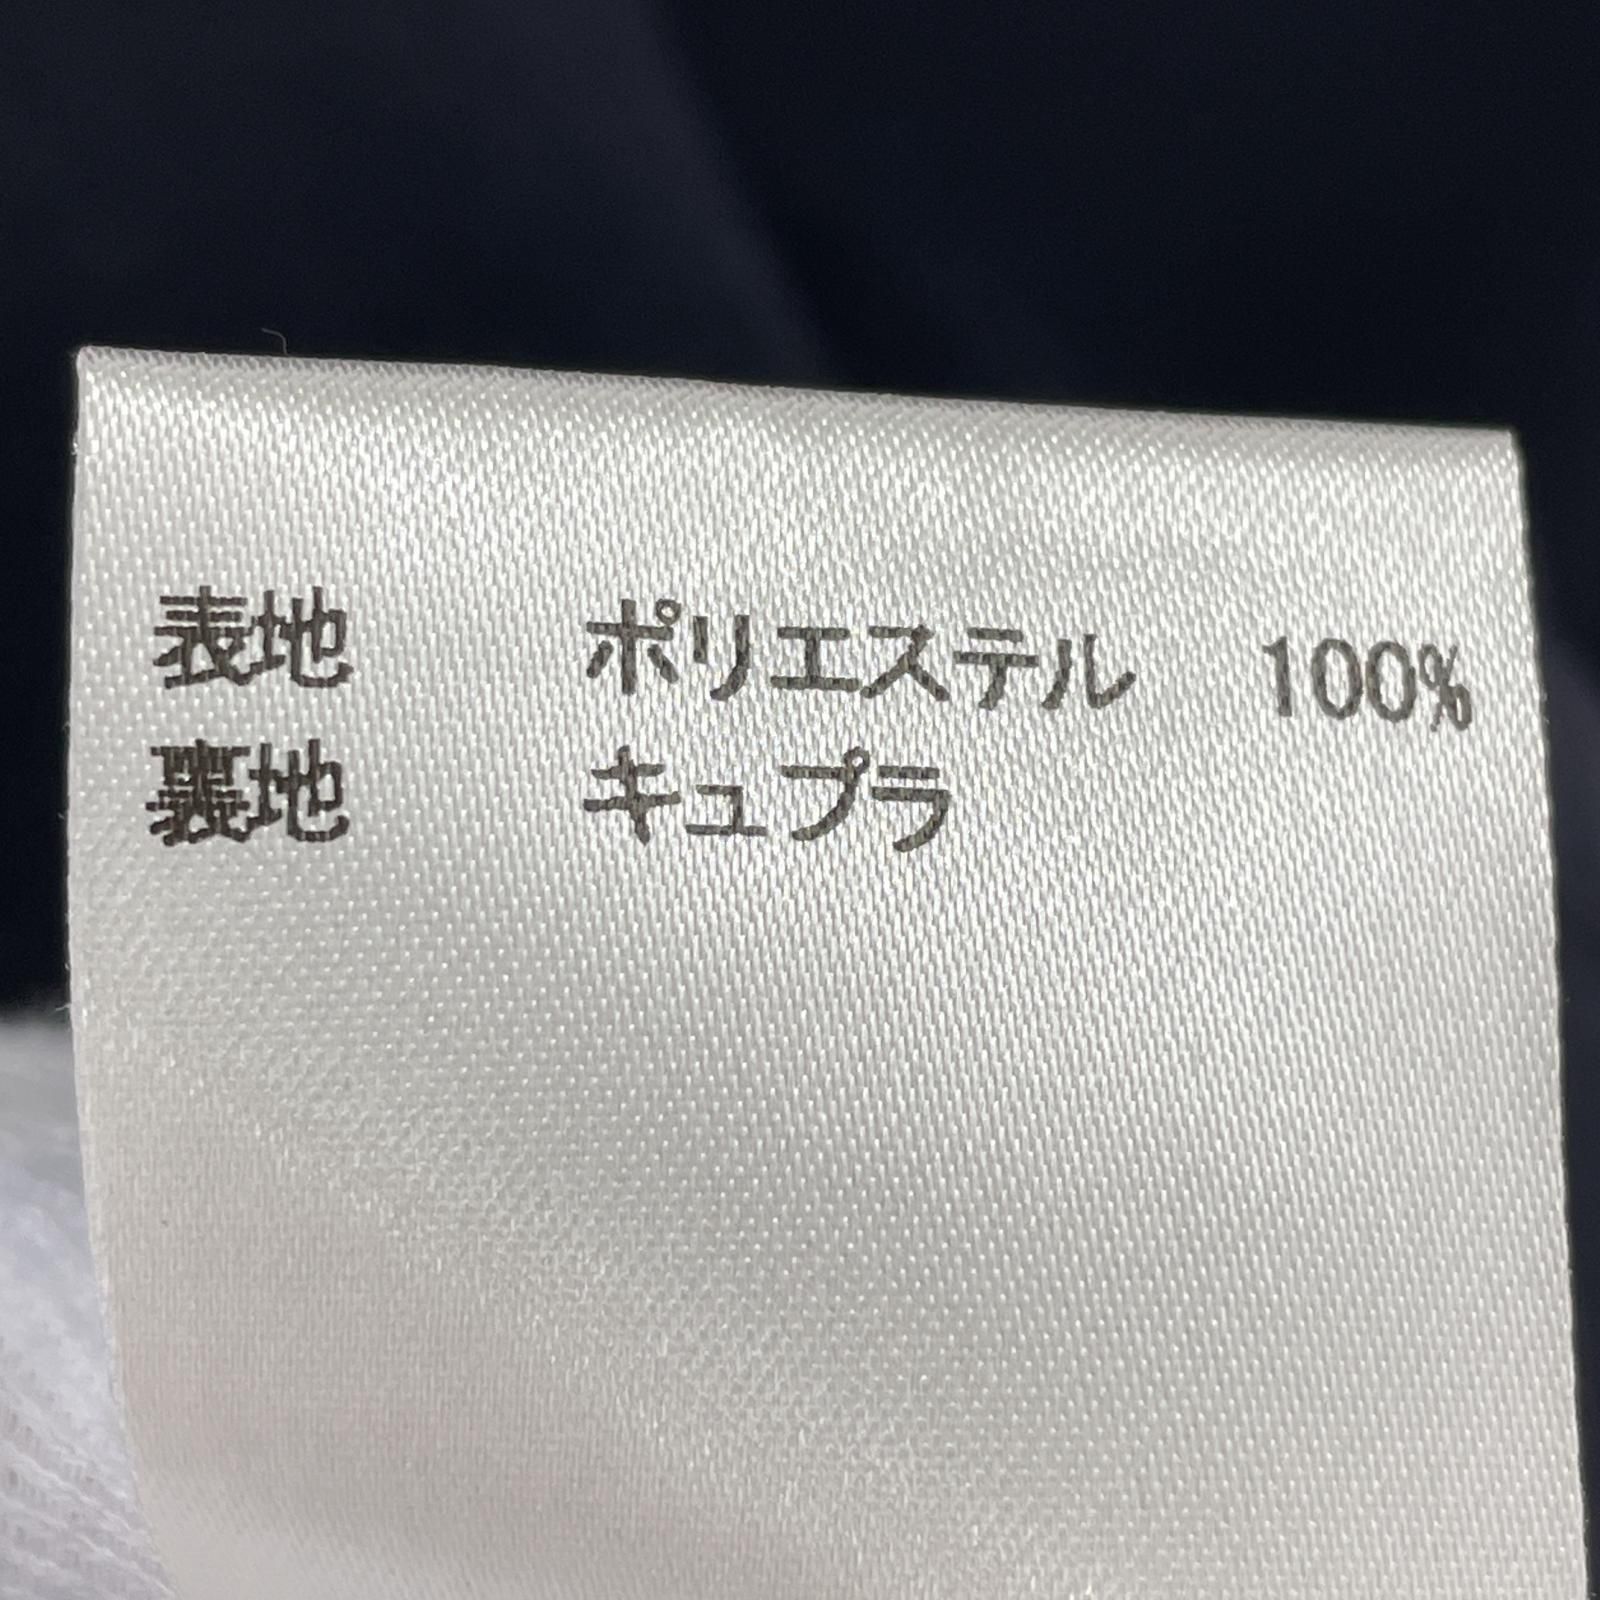 表地 ポリエステル 100%
裏地 キュプラ